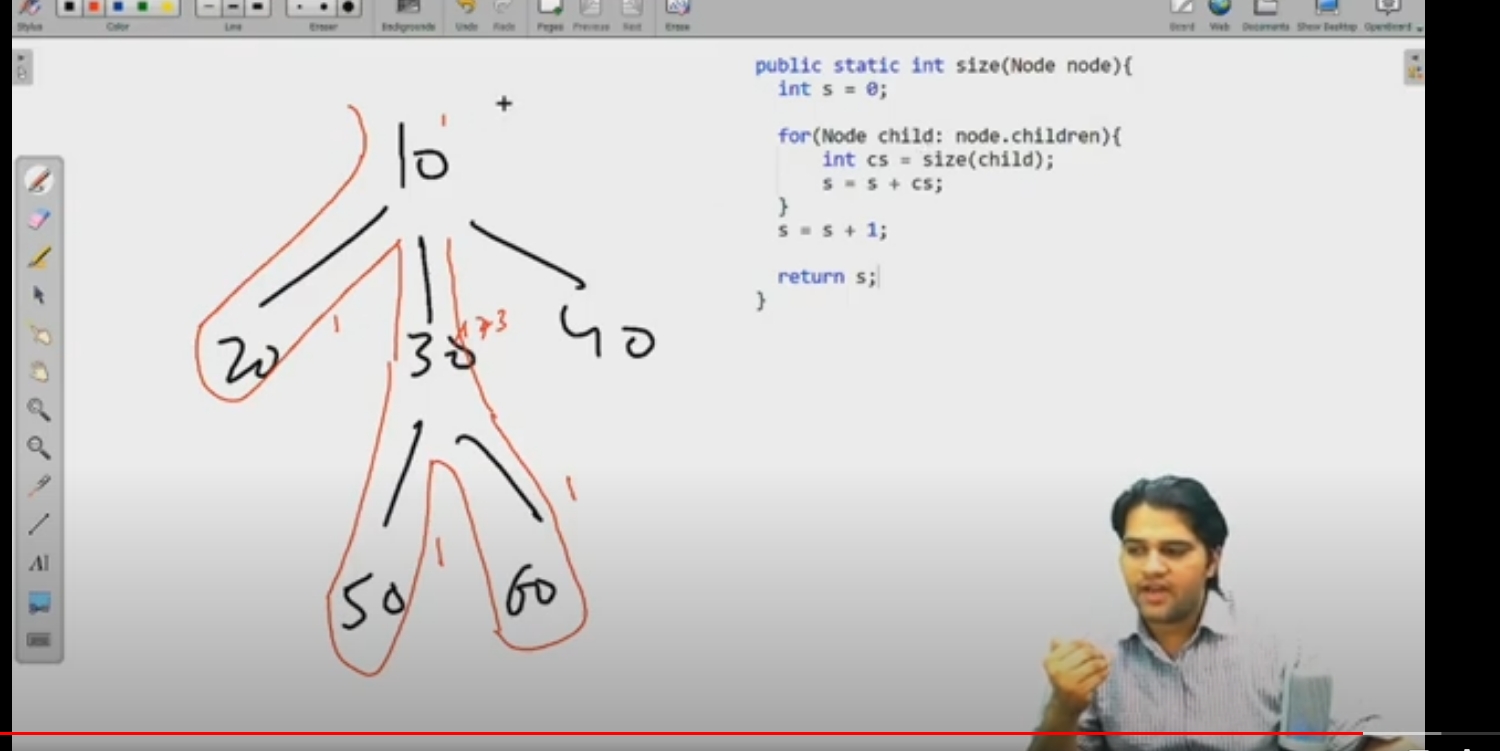 Stylus Color Line Eraser Backgrounds Undo Redo Pages Previous Next Erase Board Web Documents Show Desktop OpenBoard
public static int size(Node node){
int s = 0;
for(Node child: node.children){
int cs = size(child);
s = s + cs;
}
s = s + 1;
return s;
}
1
10
20 1 30 40
1
50 1 60
AI